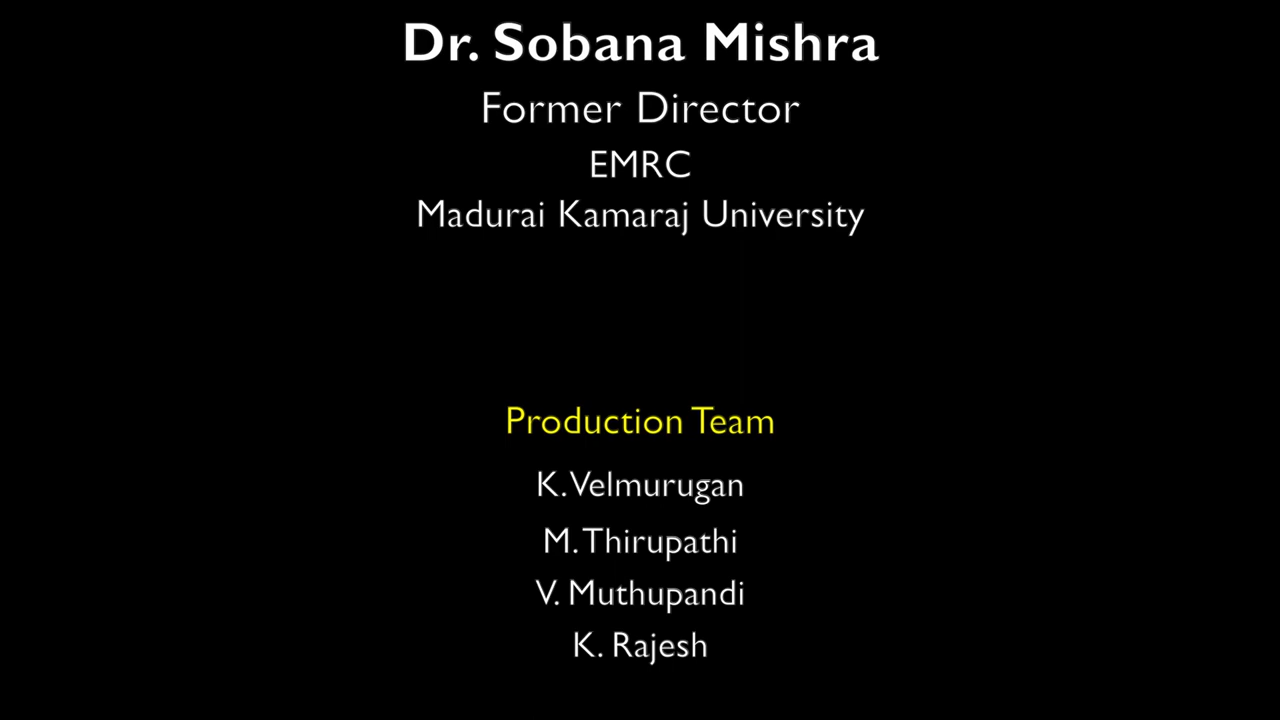 Dr. Sobana Mishra
Former Director
EMRC
Madurai Kamaraj University
Production Team
K. Velmurugan
M. Thirupathi
V. Muthupandi
K. Rajesh